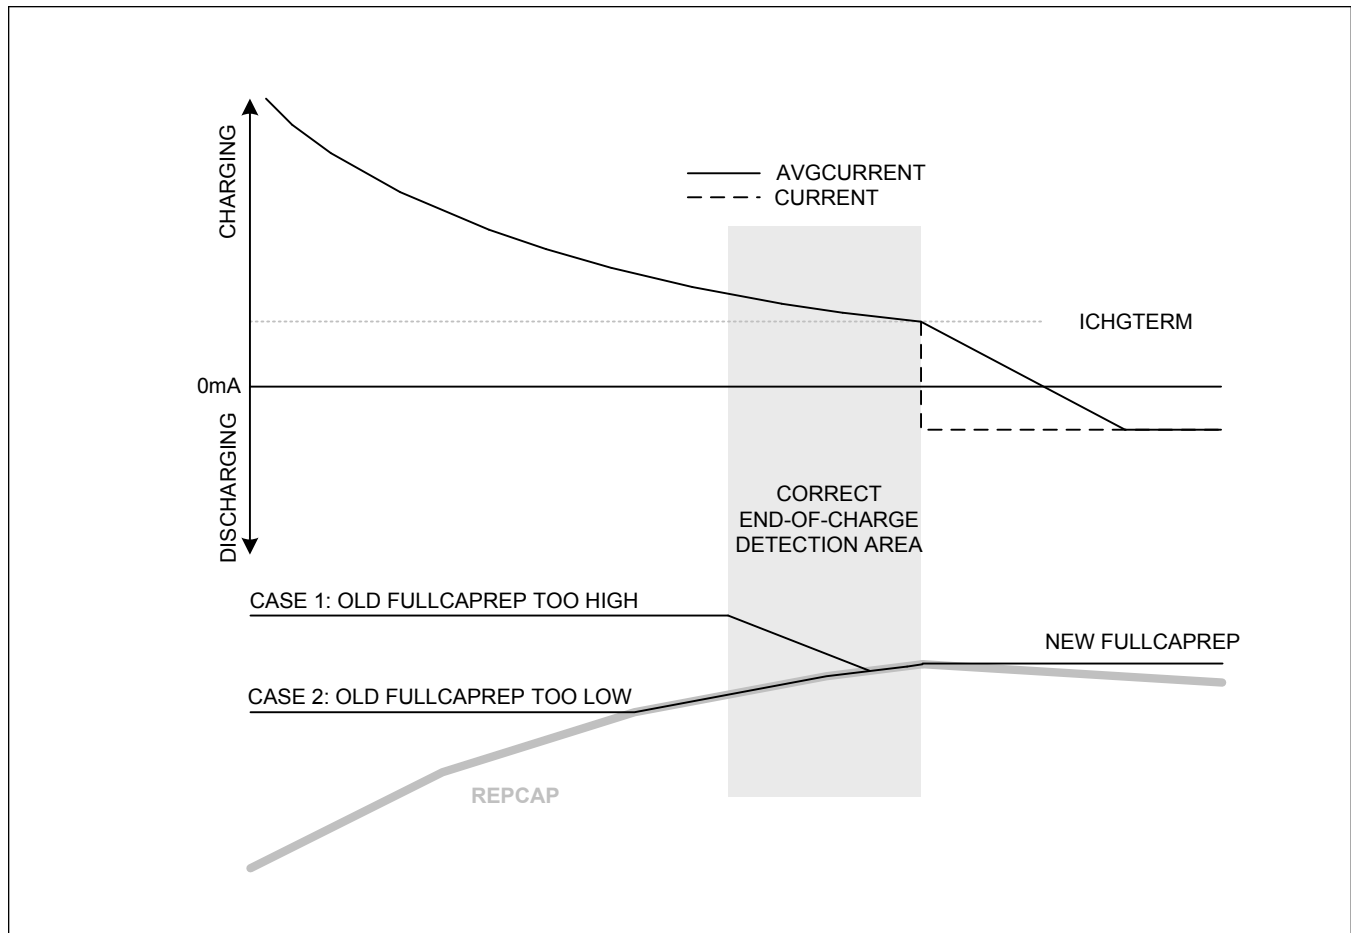 CHARGING
AVGCURRENT
CURRENT
ICHGTERM
0mA
DISCHARGING
CORRECT
END-OF-CHARGE
DETECTION AREA
CASE 1: OLD FULLCAPREP TOO HIGH
NEW FULLCAPREP
CASE 2: OLD FULLCAPREP TOO LOW
REPCAP